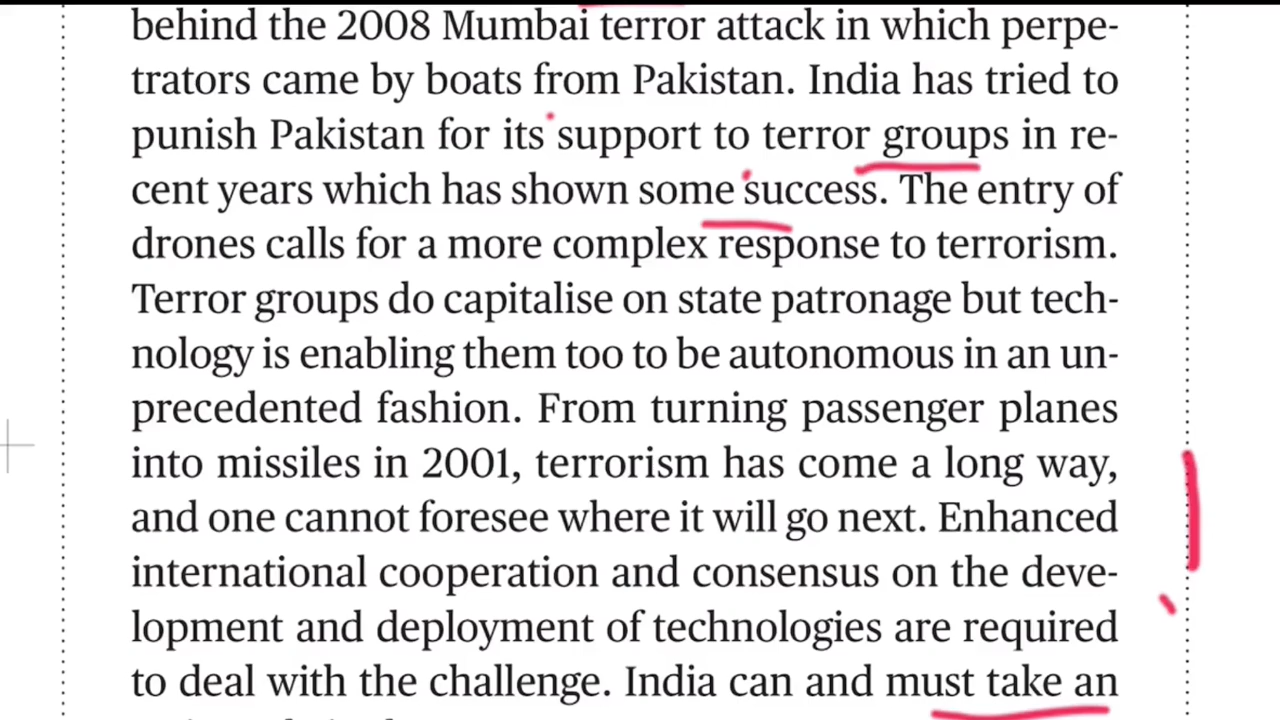 behind the 2008 Mumbai terror attack in which perpe-
trators came by boats from Pakistan. India has tried to
punish Pakistan for its support to terror groups in re-
cent years which has shown some success. The entry of
drones calls for a more complex response to terrorism.
Terror groups do capitalise on state patronage but tech-
nology is enabling them too to be autonomous in an un-
precedented fashion. From turning passenger planes
into missiles in 2001, terrorism has come a long way,
and one cannot foresee where it will go next. Enhanced
international cooperation and consensus on the deve-
lopment and deployment of technologies are required
to deal with the challenge. India can and must take an